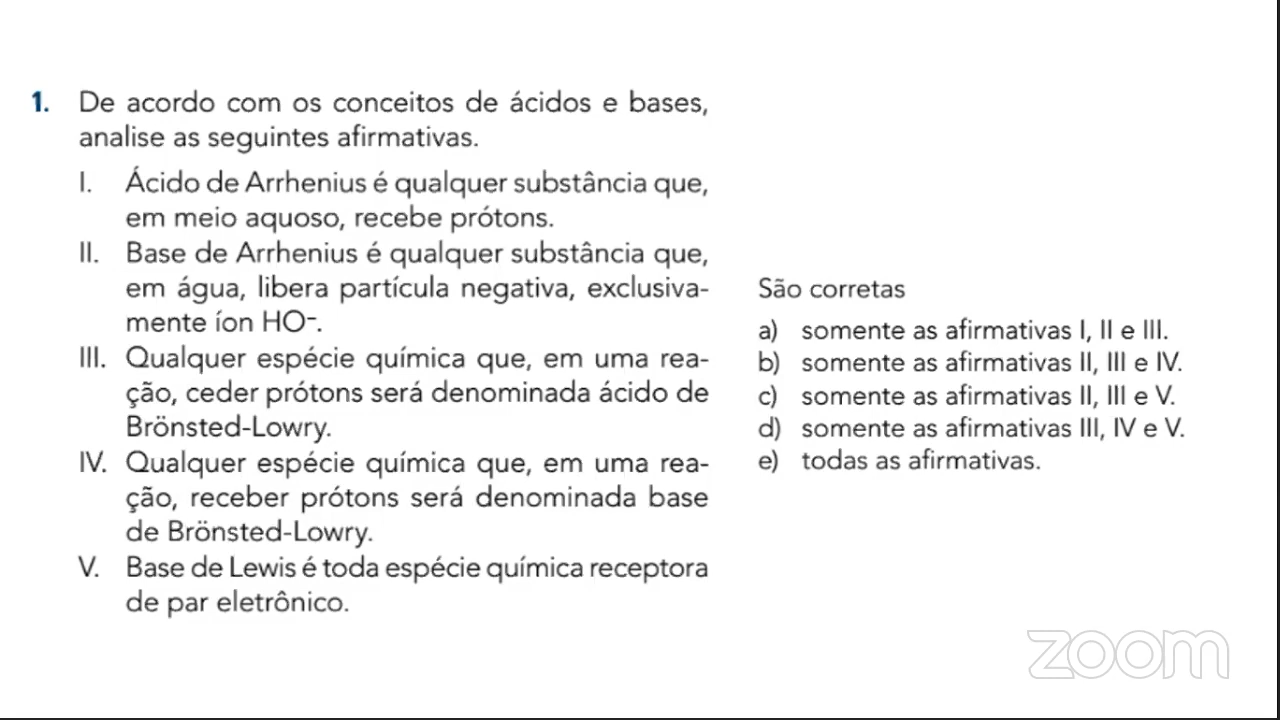 1. De acordo com os conceitos de ácidos e bases,
analise as seguintes afirmativas.
I. Ácido de Arrhenius é qualquer substância que,
em meio aquoso, recebe prótons.
II. Base de Arrhenius é qualquer substância que,
em água, libera partícula negativa, exclusiva-
mente íon HO⁻.
III. Qualquer espécie química que, em uma rea-
ção, ceder prótons será denominada ácido de
Brönsted-Lowry.
IV. Qualquer espécie química que, em uma rea-
ção, receber prótons será denominada base
de Brönsted-Lowry.
V. Base de Lewis é toda espécie química receptora
de par eletrônico.
São corretas
a) somente as afirmativas I, II e III.
b) somente as afirmativas II, III e IV.
c) somente as afirmativas II, III e V.
d) somente as afirmativas III, IV e V.
e) todas as afirmativas.
zoom